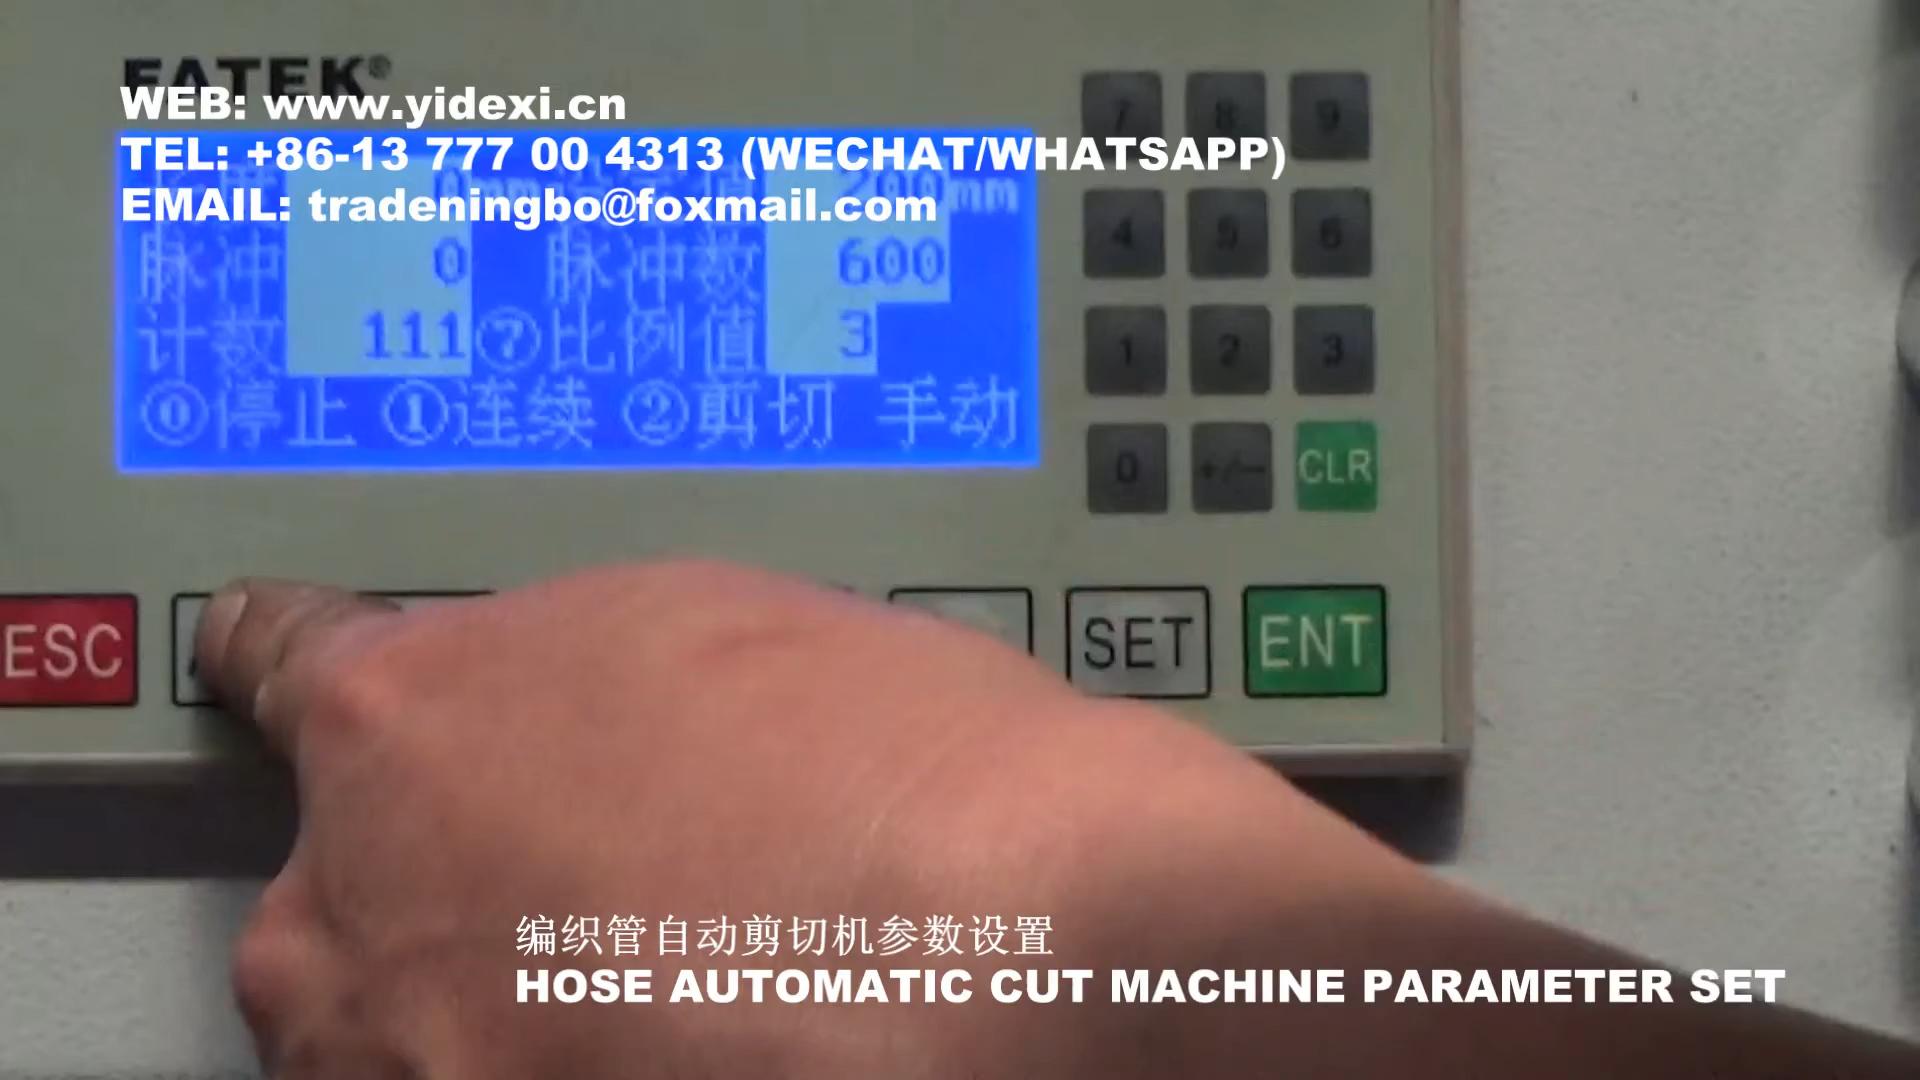 FATEK®
WEB: www.yidexi.cn
TEL: +86-13 777 00 4313 (WECHAT/WHATSAPP)
EMAIL: tradeningbo@foxmail.com
0mm 值 200mm
脉冲 0 脉冲数 600
计数 111 ⑦比例值 3
⓪停止 ①连续 ②剪切 手动
7 8 9
4 5 6
1 2 3
0 +/− CLR
ESC SET ENT
编织管自动剪切机参数设置
HOSE AUTOMATIC CUT MACHINE PARAMETER SET